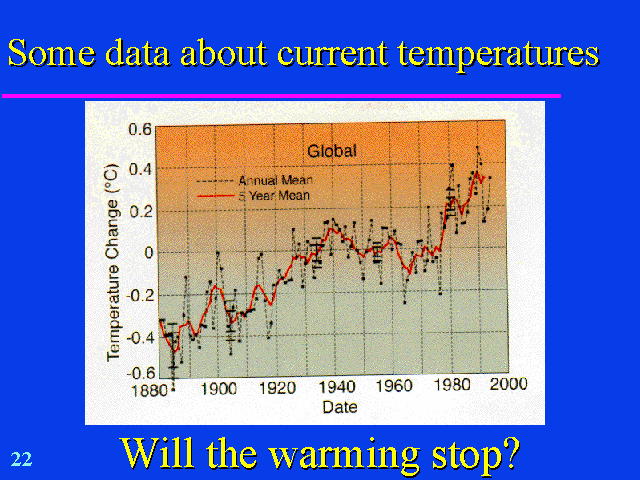 Some data about current temperatures
Global
Annual Mean
5 Year Mean
Temperature Change (°C)
0.6
0.4
0.2
0
-0.2
-0.4
-0.6
1880 1900 1920 1940 1960 1980 2000
Date
22
Will the warming stop?